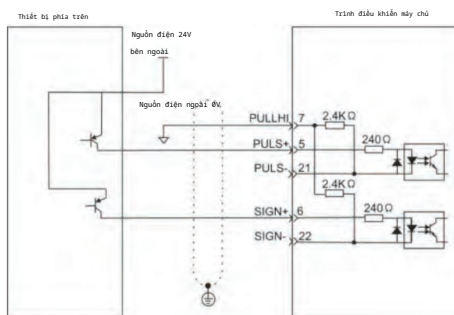 Thiết bị phía trên
Trình điều khiển máy chủ
Nguồn điện 24V
bên ngoài
Nguồn điện ngoài 0V
PULLHI 7
2.4KΩ
PULS+ 5
240Ω
PULS- 21
2.4KΩ
SIGN+ 6
240Ω
SIGN- 22